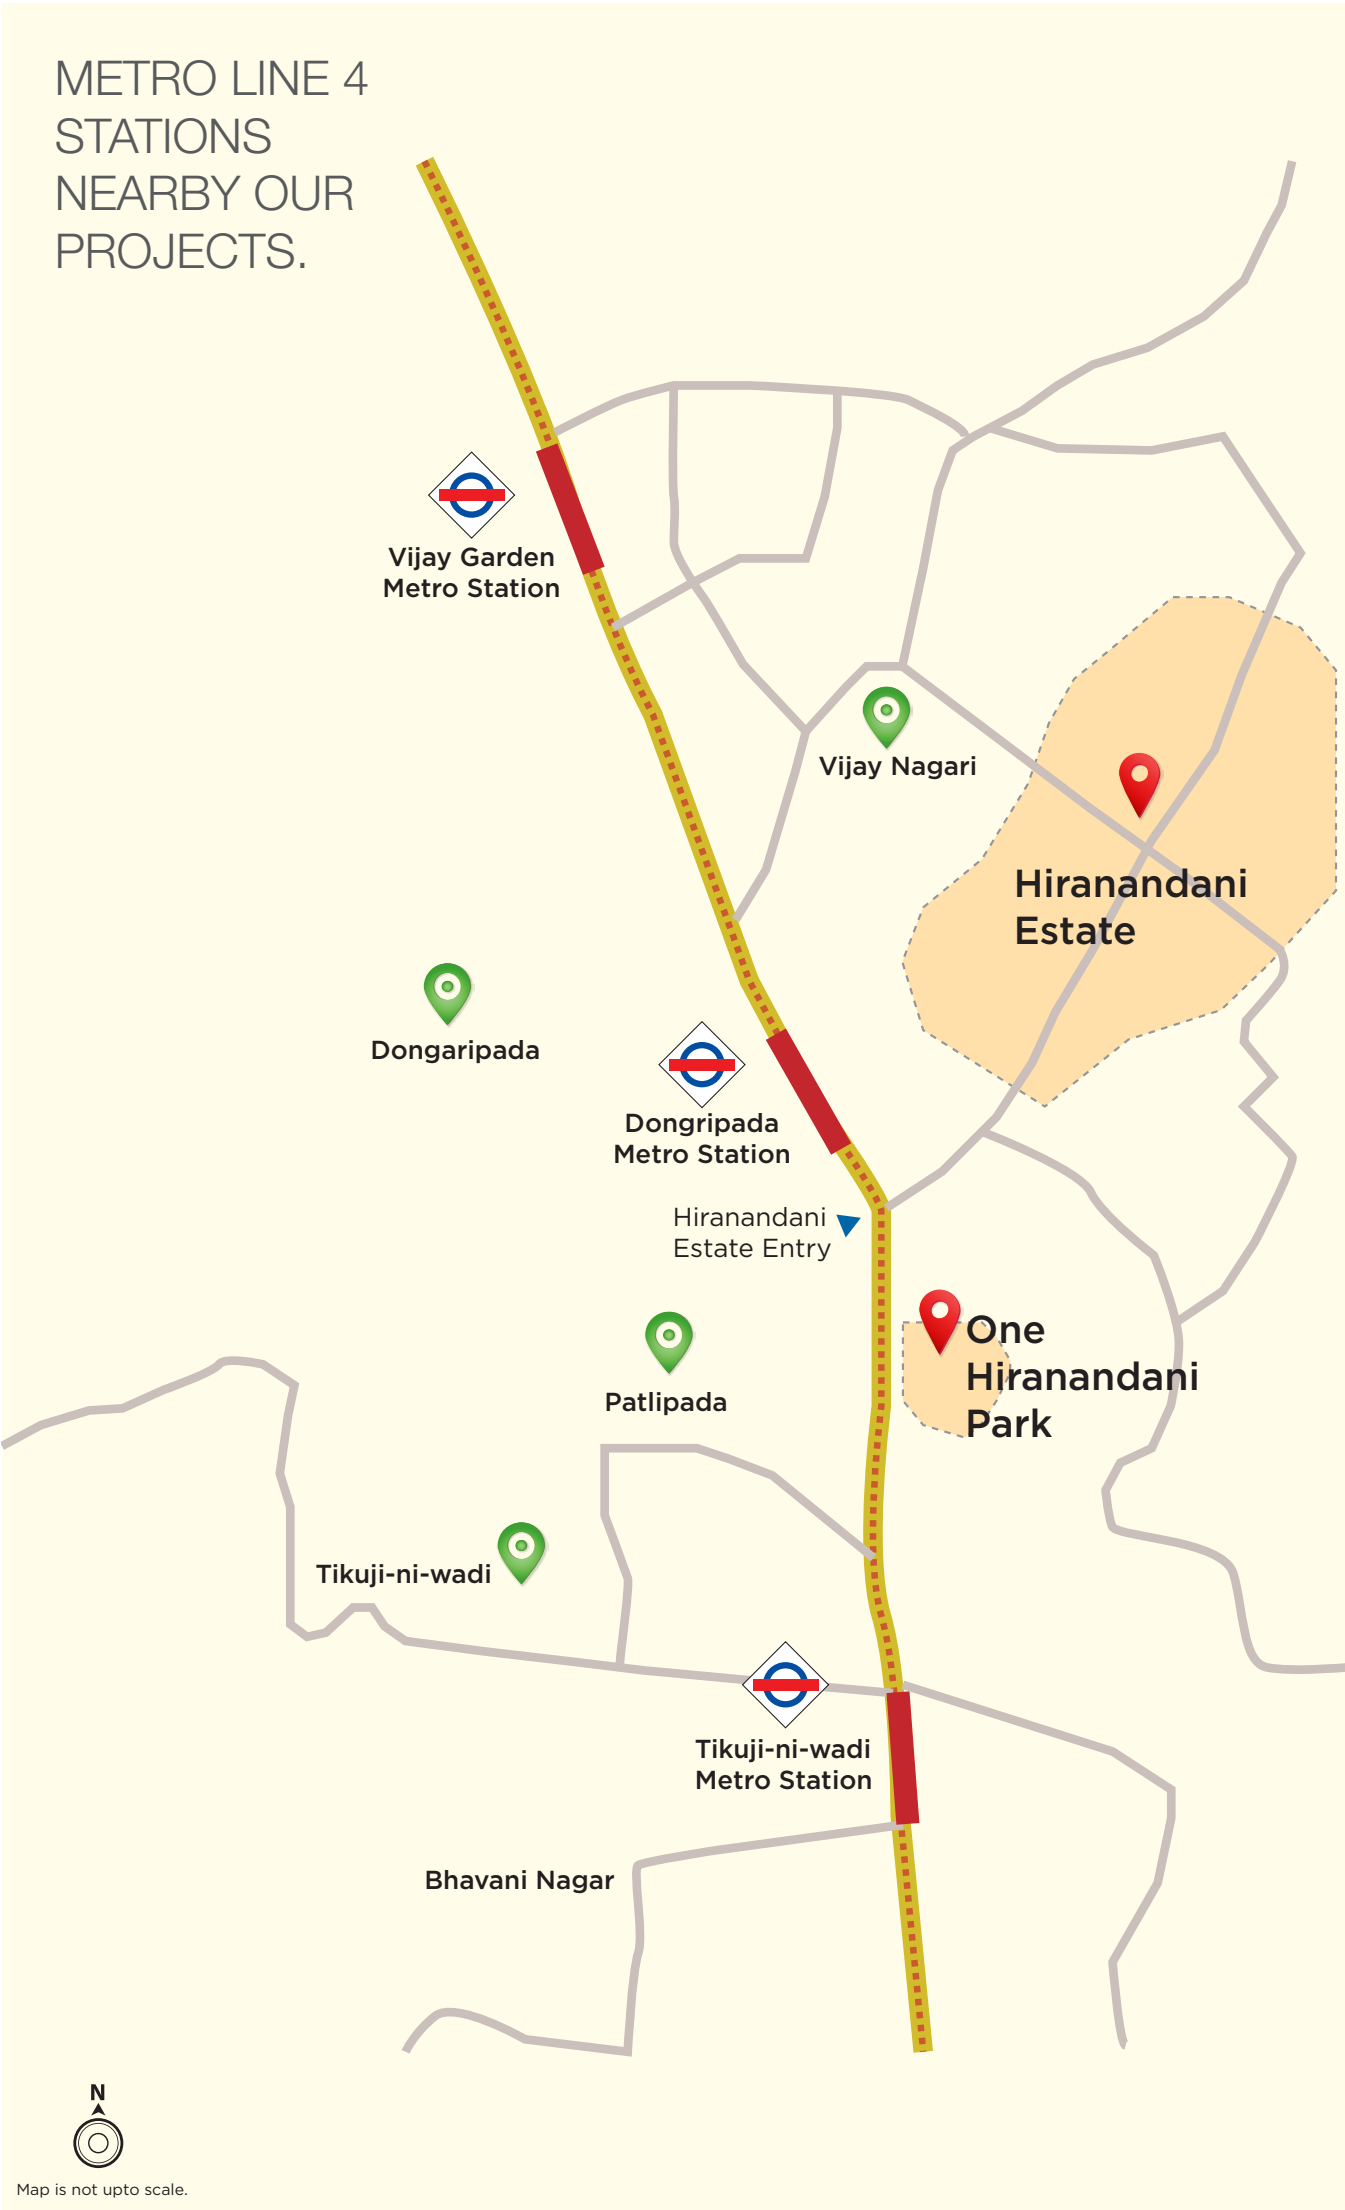 METRO LINE 4
STATIONS
NEARBY OUR
PROJECTS.
Vijay Garden
Metro Station
Vijay Nagari
Hiranandani
Estate
Dongaripada
Dongripada
Metro Station
Hiranandani
Estate Entry
One
Hiranandani
Park
Patlipada
Tikuji-ni-wadi
Tikuji-ni-wadi
Metro Station
Bhavani Nagar
N
Map is not upto scale.